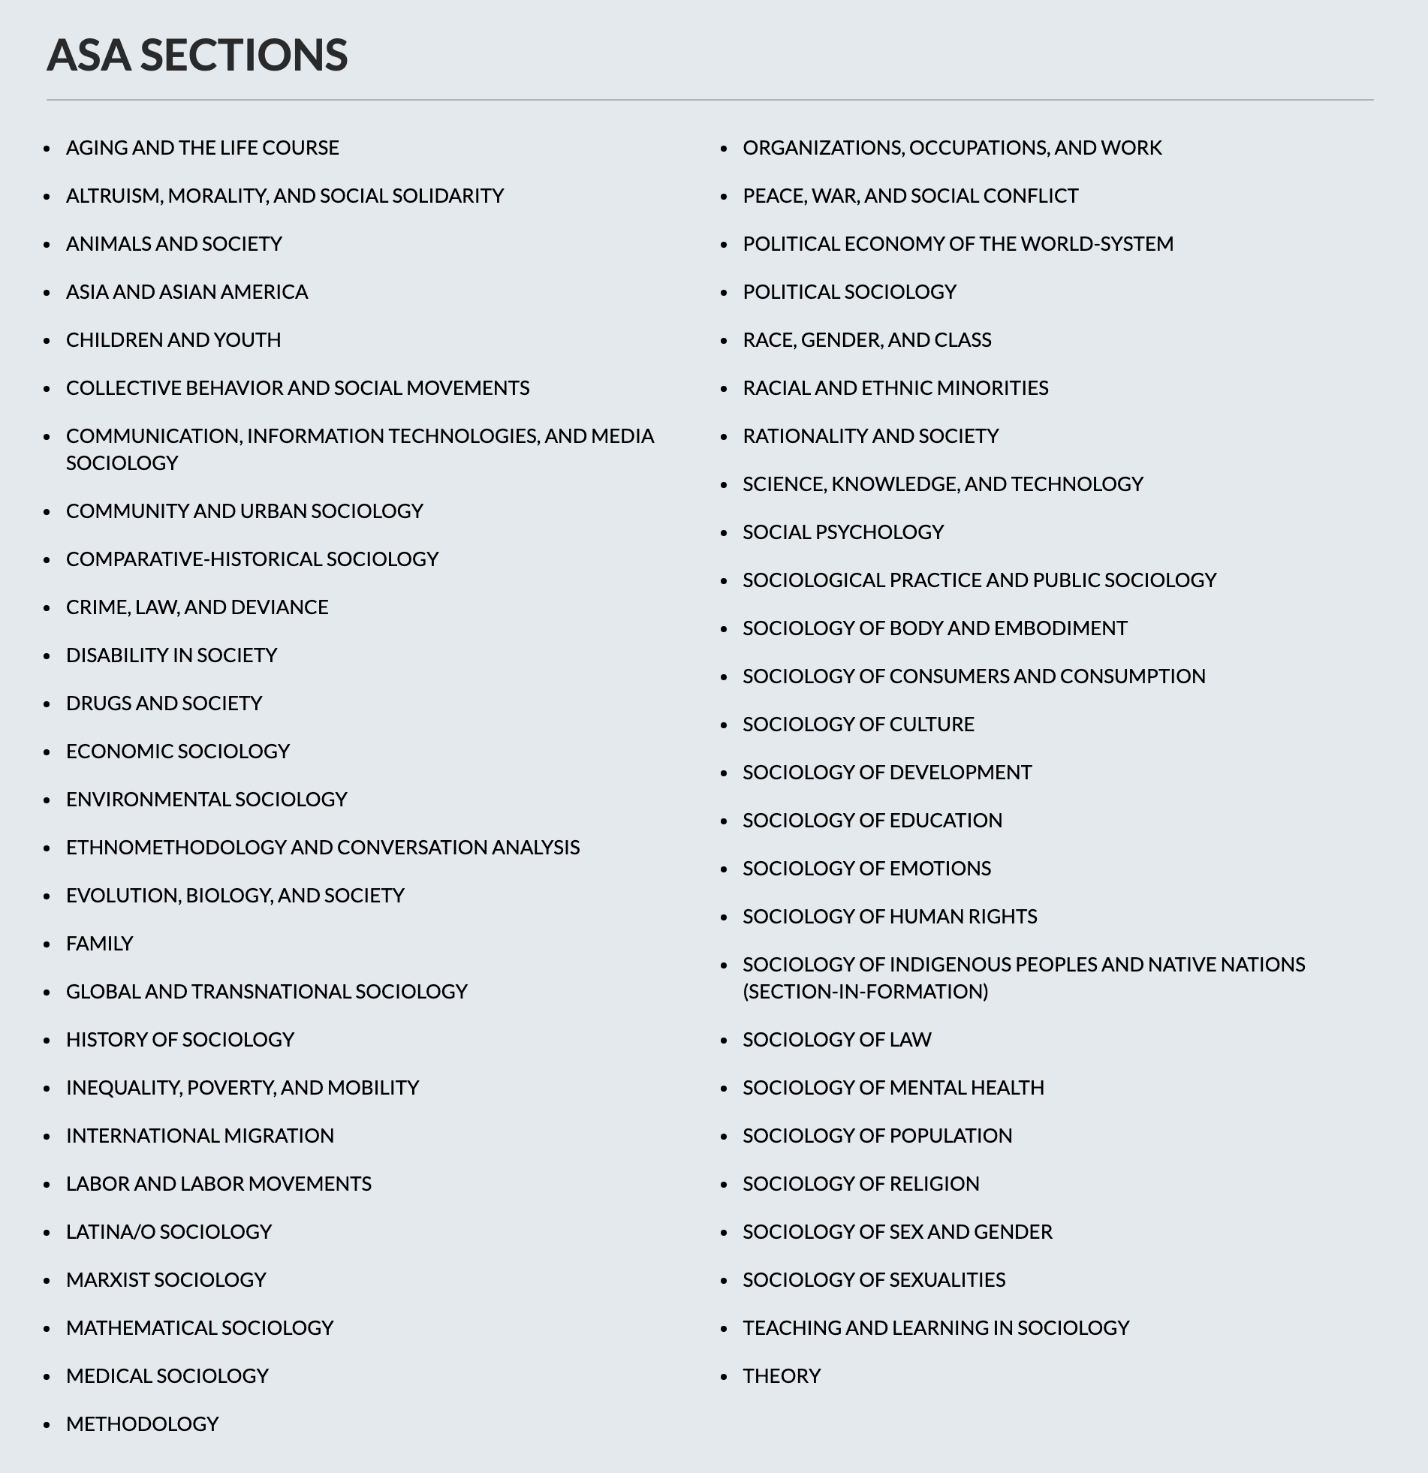 ASA SECTIONS
• AGING AND THE LIFE COURSE
• ALTRUISM, MORALITY, AND SOCIAL SOLIDARITY
• ANIMALS AND SOCIETY
• ASIA AND ASIAN AMERICA
• CHILDREN AND YOUTH
• COLLECTIVE BEHAVIOR AND SOCIAL MOVEMENTS
• COMMUNICATION, INFORMATION TECHNOLOGIES, AND MEDIA
SOCIOLOGY
• COMMUNITY AND URBAN SOCIOLOGY
• COMPARATIVE-HISTORICAL SOCIOLOGY
• CRIME, LAW, AND DEVIANCE
• DISABILITY IN SOCIETY
• DRUGS AND SOCIETY
• ECONOMIC SOCIOLOGY
• ENVIRONMENTAL SOCIOLOGY
• ETHNOMETHODOLOGY AND CONVERSATION ANALYSIS
• EVOLUTION, BIOLOGY, AND SOCIETY
• FAMILY
• GLOBAL AND TRANSNATIONAL SOCIOLOGY
• HISTORY OF SOCIOLOGY
• INEQUALITY, POVERTY, AND MOBILITY
• INTERNATIONAL MIGRATION
• LABOR AND LABOR MOVEMENTS
• LATINA/O SOCIOLOGY
• MARXIST SOCIOLOGY
• MATHEMATICAL SOCIOLOGY
• MEDICAL SOCIOLOGY
• METHODOLOGY
• ORGANIZATIONS, OCCUPATIONS, AND WORK
• PEACE, WAR, AND SOCIAL CONFLICT
• POLITICAL ECONOMY OF THE WORLD-SYSTEM
• POLITICAL SOCIOLOGY
• RACE, GENDER, AND CLASS
• RACIAL AND ETHNIC MINORITIES
• RATIONALITY AND SOCIETY
• SCIENCE, KNOWLEDGE, AND TECHNOLOGY
• SOCIAL PSYCHOLOGY
• SOCIOLOGICAL PRACTICE AND PUBLIC SOCIOLOGY
• SOCIOLOGY OF BODY AND EMBODIMENT
• SOCIOLOGY OF CONSUMERS AND CONSUMPTION
• SOCIOLOGY OF CULTURE
• SOCIOLOGY OF DEVELOPMENT
• SOCIOLOGY OF EDUCATION
• SOCIOLOGY OF EMOTIONS
• SOCIOLOGY OF HUMAN RIGHTS
• SOCIOLOGY OF INDIGENOUS PEOPLES AND NATIVE NATIONS
(SECTION-IN-FORMATION)
• SOCIOLOGY OF LAW
• SOCIOLOGY OF MENTAL HEALTH
• SOCIOLOGY OF POPULATION
• SOCIOLOGY OF RELIGION
• SOCIOLOGY OF SEX AND GENDER
• SOCIOLOGY OF SEXUALITIES
• TEACHING AND LEARNING IN SOCIOLOGY
• THEORY